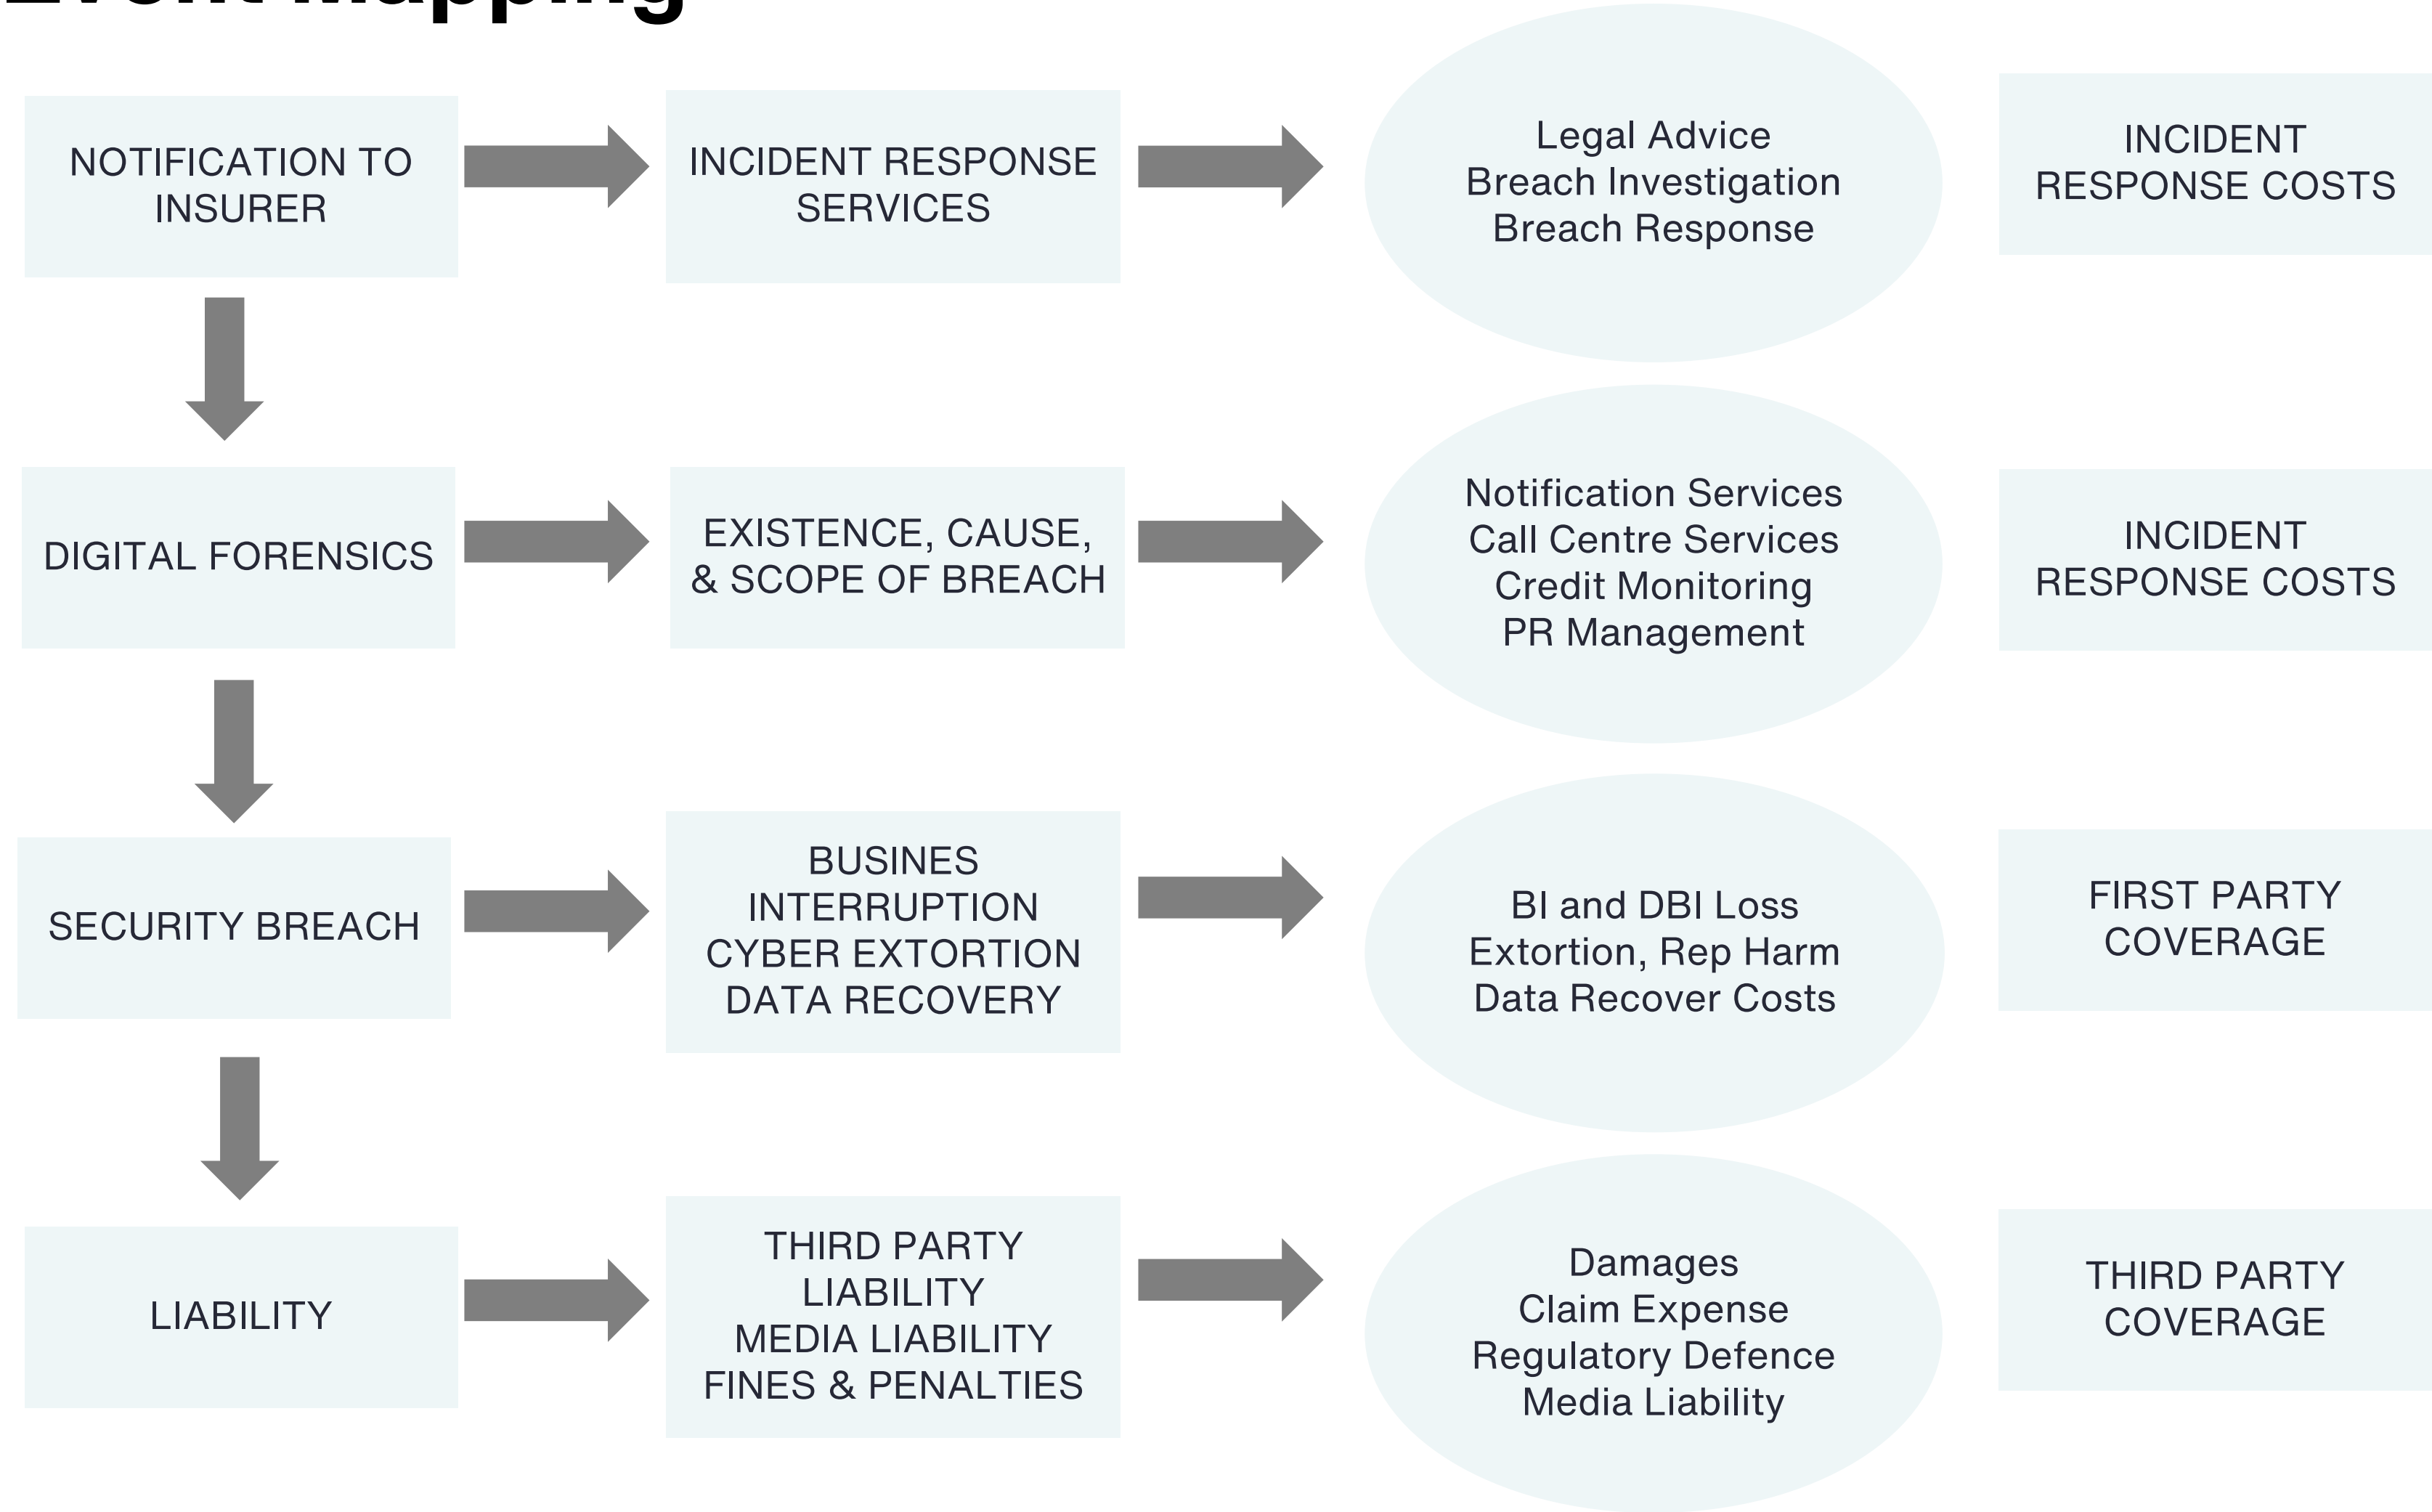 Event Mapping
NOTIFICATION TO
INSURER
INCIDENT RESPONSE
SERVICES
Legal Advice
Breach Investigation
Breach Response
INCIDENT
RESPONSE COSTS
DIGITAL FORENSICS
EXISTENCE, CAUSE,
& SCOPE OF BREACH
Notification Services
Call Centre Services
Credit Monitoring
PR Management
INCIDENT
RESPONSE COSTS
SECURITY BREACH
BUSINES
INTERRUPTION
CYBER EXTORTION
DATA RECOVERY
BI and DBI Loss
Extortion, Rep Harm
Data Recover Costs
FIRST PARTY
COVERAGE
LIABILITY
THIRD PARTY
LIABILITY
MEDIA LIABILITY
FINES & PENALTIES
Damages
Claim Expense
Regulatory Defence
Media Liability
THIRD PARTY
COVERAGE